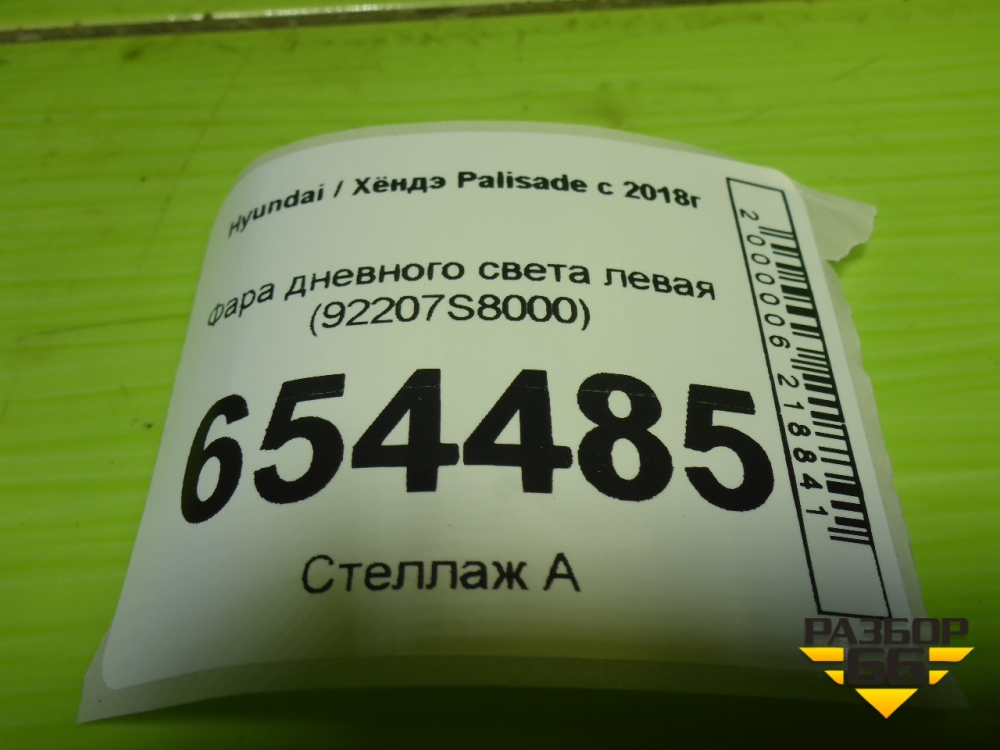 Hyundai / Хёндэ Palisade с 2018г
Фара дневного света левая
(92207S8000)
654485
Стеллаж А
2000006218841
РАЗБОР
66